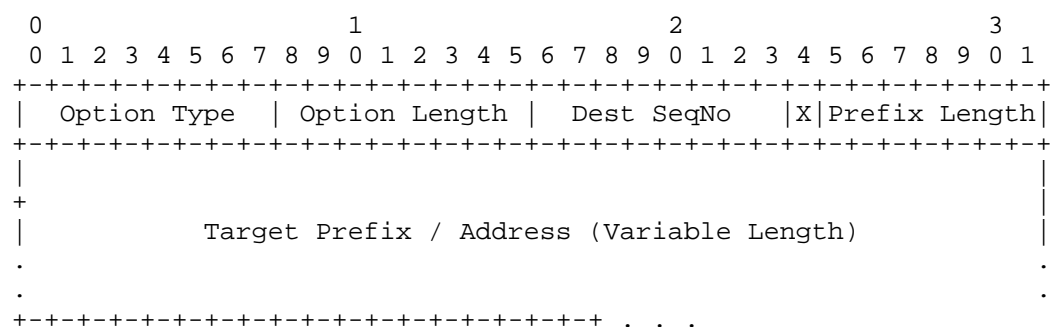 0                   1                   2                   3
 0 1 2 3 4 5 6 7 8 9 0 1 2 3 4 5 6 7 8 9 0 1 2 3 4 5 6 7 8 9 0 1
+-+-+-+-+-+-+-+-+-+-+-+-+-+-+-+-+-+-+-+-+-+-+-+-+-+-+-+-+-+-+-+-+
|  Option Type  | Option Length |  Dest SeqNo   |X|Prefix Length|
+-+-+-+-+-+-+-+-+-+-+-+-+-+-+-+-+-+-+-+-+-+-+-+-+-+-+-+-+-+-+-+-+
|                                                               |
+                                                               |
|           Target Prefix / Address (Variable Length)           |
.                                                               .
.                                                               .
+-+-+-+-+-+-+-+-+-+-+-+-+-+-+-+-+-+-+ . . .